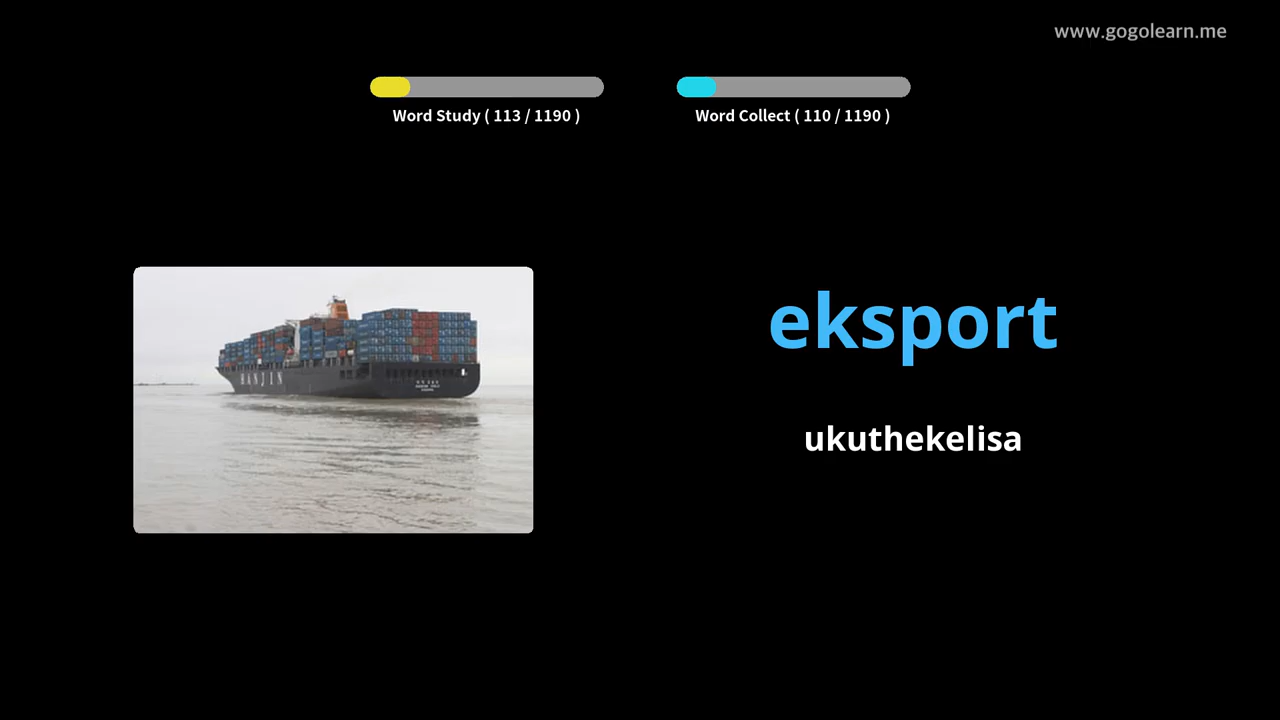 www.gogolearn.me
Word Study ( 113 / 1190 )
Word Collect ( 110 / 1190 )
eksport
ukuthekelisa
HANJIN